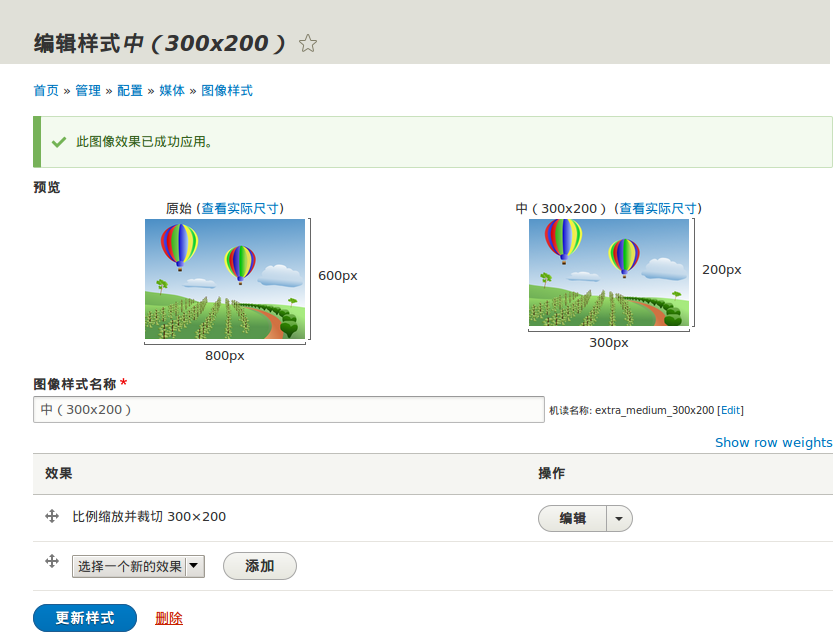 编辑样式中（300x200）
首页 » 管理 » 配置 » 媒体 » 图像样式
此图像效果已成功应用。
预览
原始 (查看实际尺寸)
600px
800px
中（300x200）(查看实际尺寸)
200px
300px
图像样式名称*
中（300x200） 机读名称: extra_medium_300x200 [Edit]
Show row weights
效果 操作
比例缩放并裁切 300×200 编辑
选择一个新的效果 添加
更新样式 删除